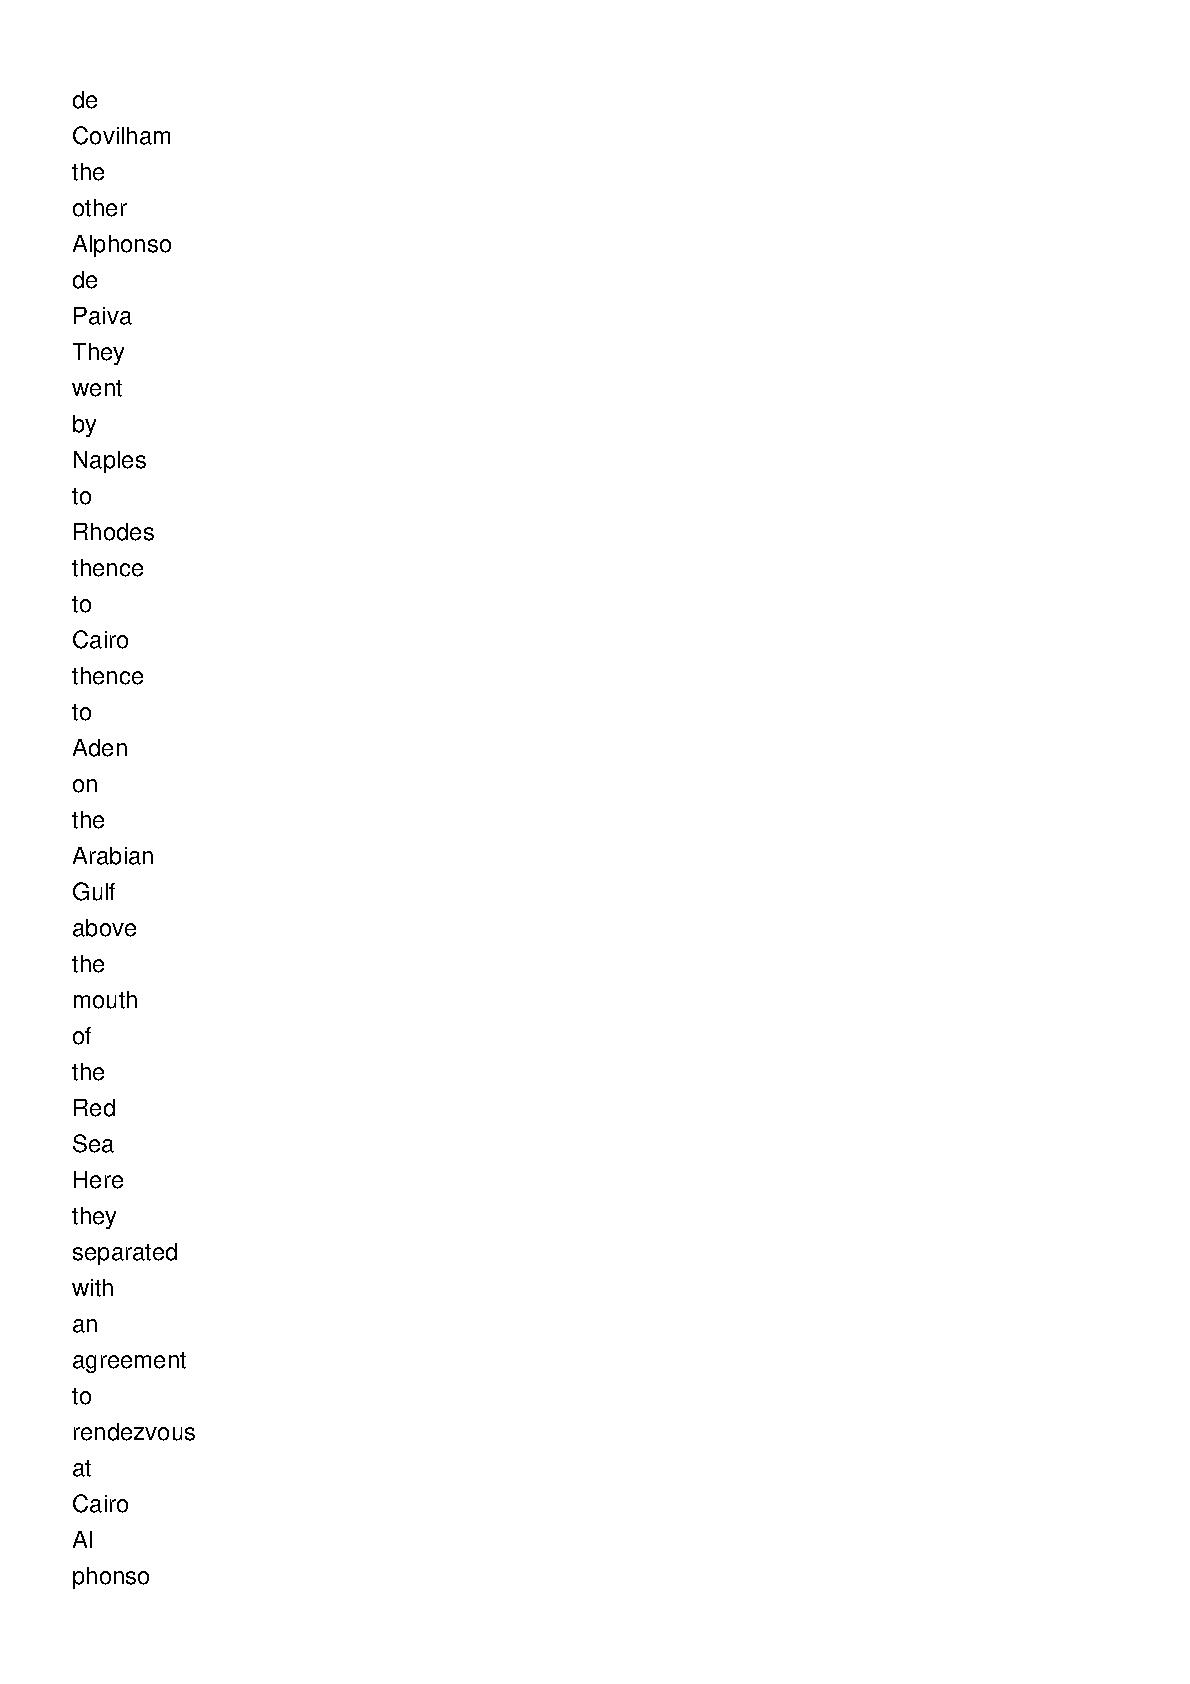 de
Covilham
the
other
Alphonso
de
Paiva
They
went
by
Naples
to
Rhodes
thence
to
Cairo
thence
to
Aden
on
the
Arabian
Gulf
above
the
mouth
of
the
Red
Sea
Here
they
separated
with
an
agreement
to
rendezvous
at
Cairo
Al
phonso